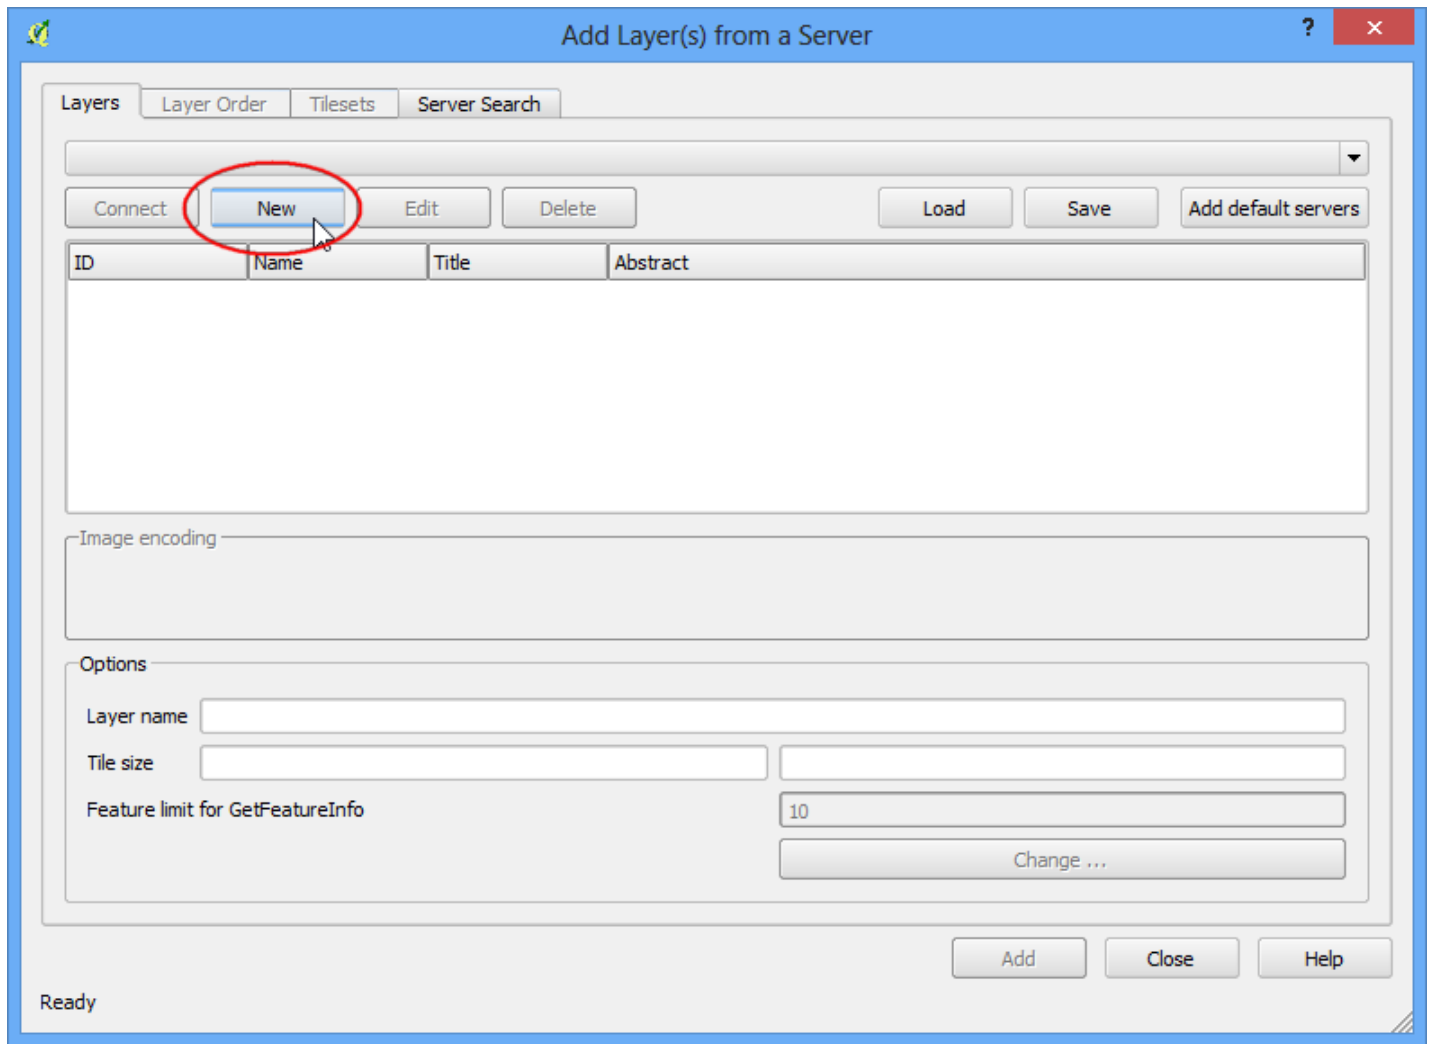 Add Layer(s) from a Server
?
Layers Layer Order Tilesets Server Search
Connect New Edit Delete Load Save Add default servers
ID Name Title Abstract
Image encoding
Options
Layer name
Tile size
Feature limit for GetFeatureInfo 10
Change ...
Add Close Help
Ready